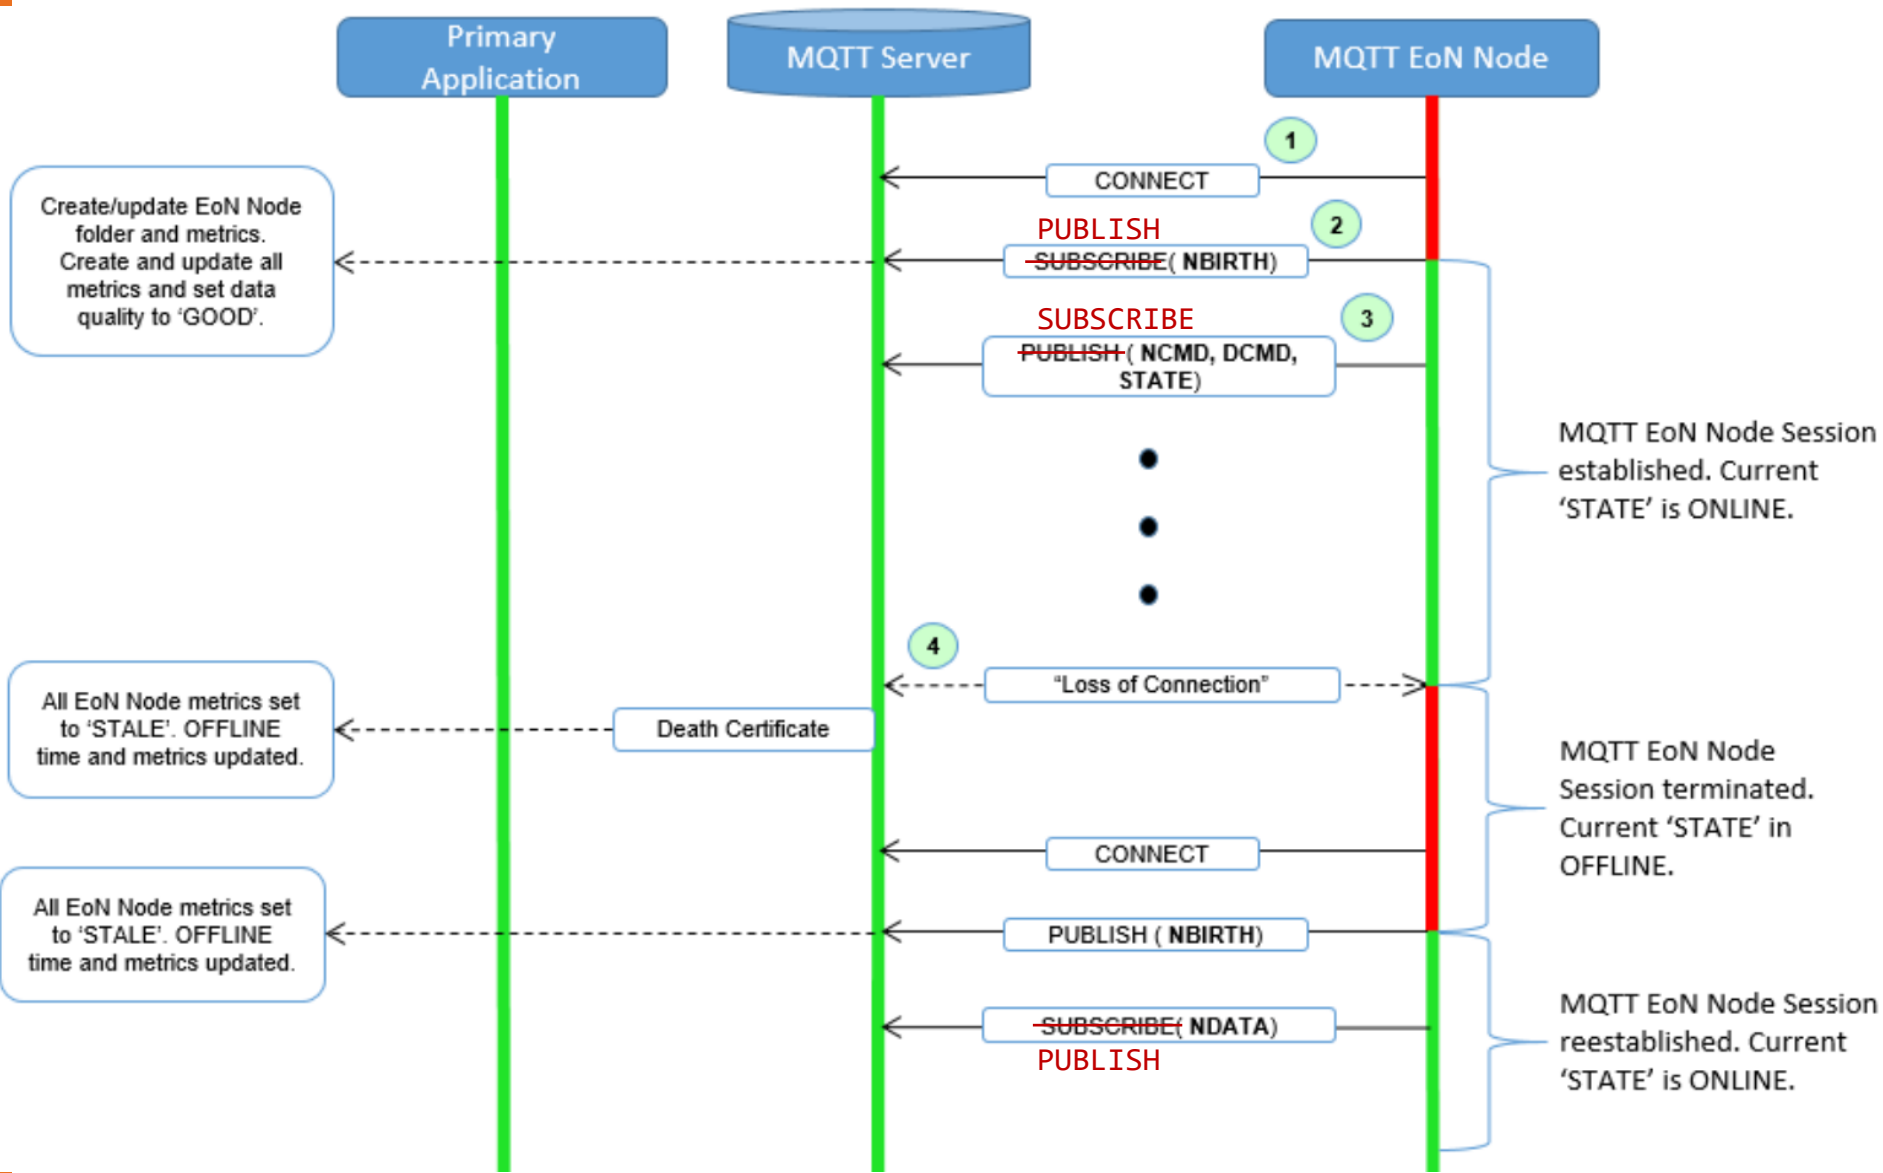 Primary
Application
MQTT Server
MQTT EoN Node
1
CONNECT
Create/update EoN Node
folder and metrics.
Create and update all
metrics and set data
quality to ‘GOOD’.
PUBLISH
2
SUBSCRIBE( NBIRTH)
SUBSCRIBE
3
PUBLISH ( NCMD, DCMD,
STATE)
MQTT EoN Node Session
established. Current
‘STATE’ is ONLINE.
4
“Loss of Connection”
All EoN Node metrics set
to ‘STALE’. OFFLINE
time and metrics updated.
Death Certificate
MQTT EoN Node
Session terminated.
Current ‘STATE’ in
OFFLINE.
CONNECT
All EoN Node metrics set
to ‘STALE’. OFFLINE
time and metrics updated.
PUBLISH ( NBIRTH)
SUBSCRIBE( NDATA)
PUBLISH
MQTT EoN Node Session
reestablished. Current
‘STATE’ is ONLINE.